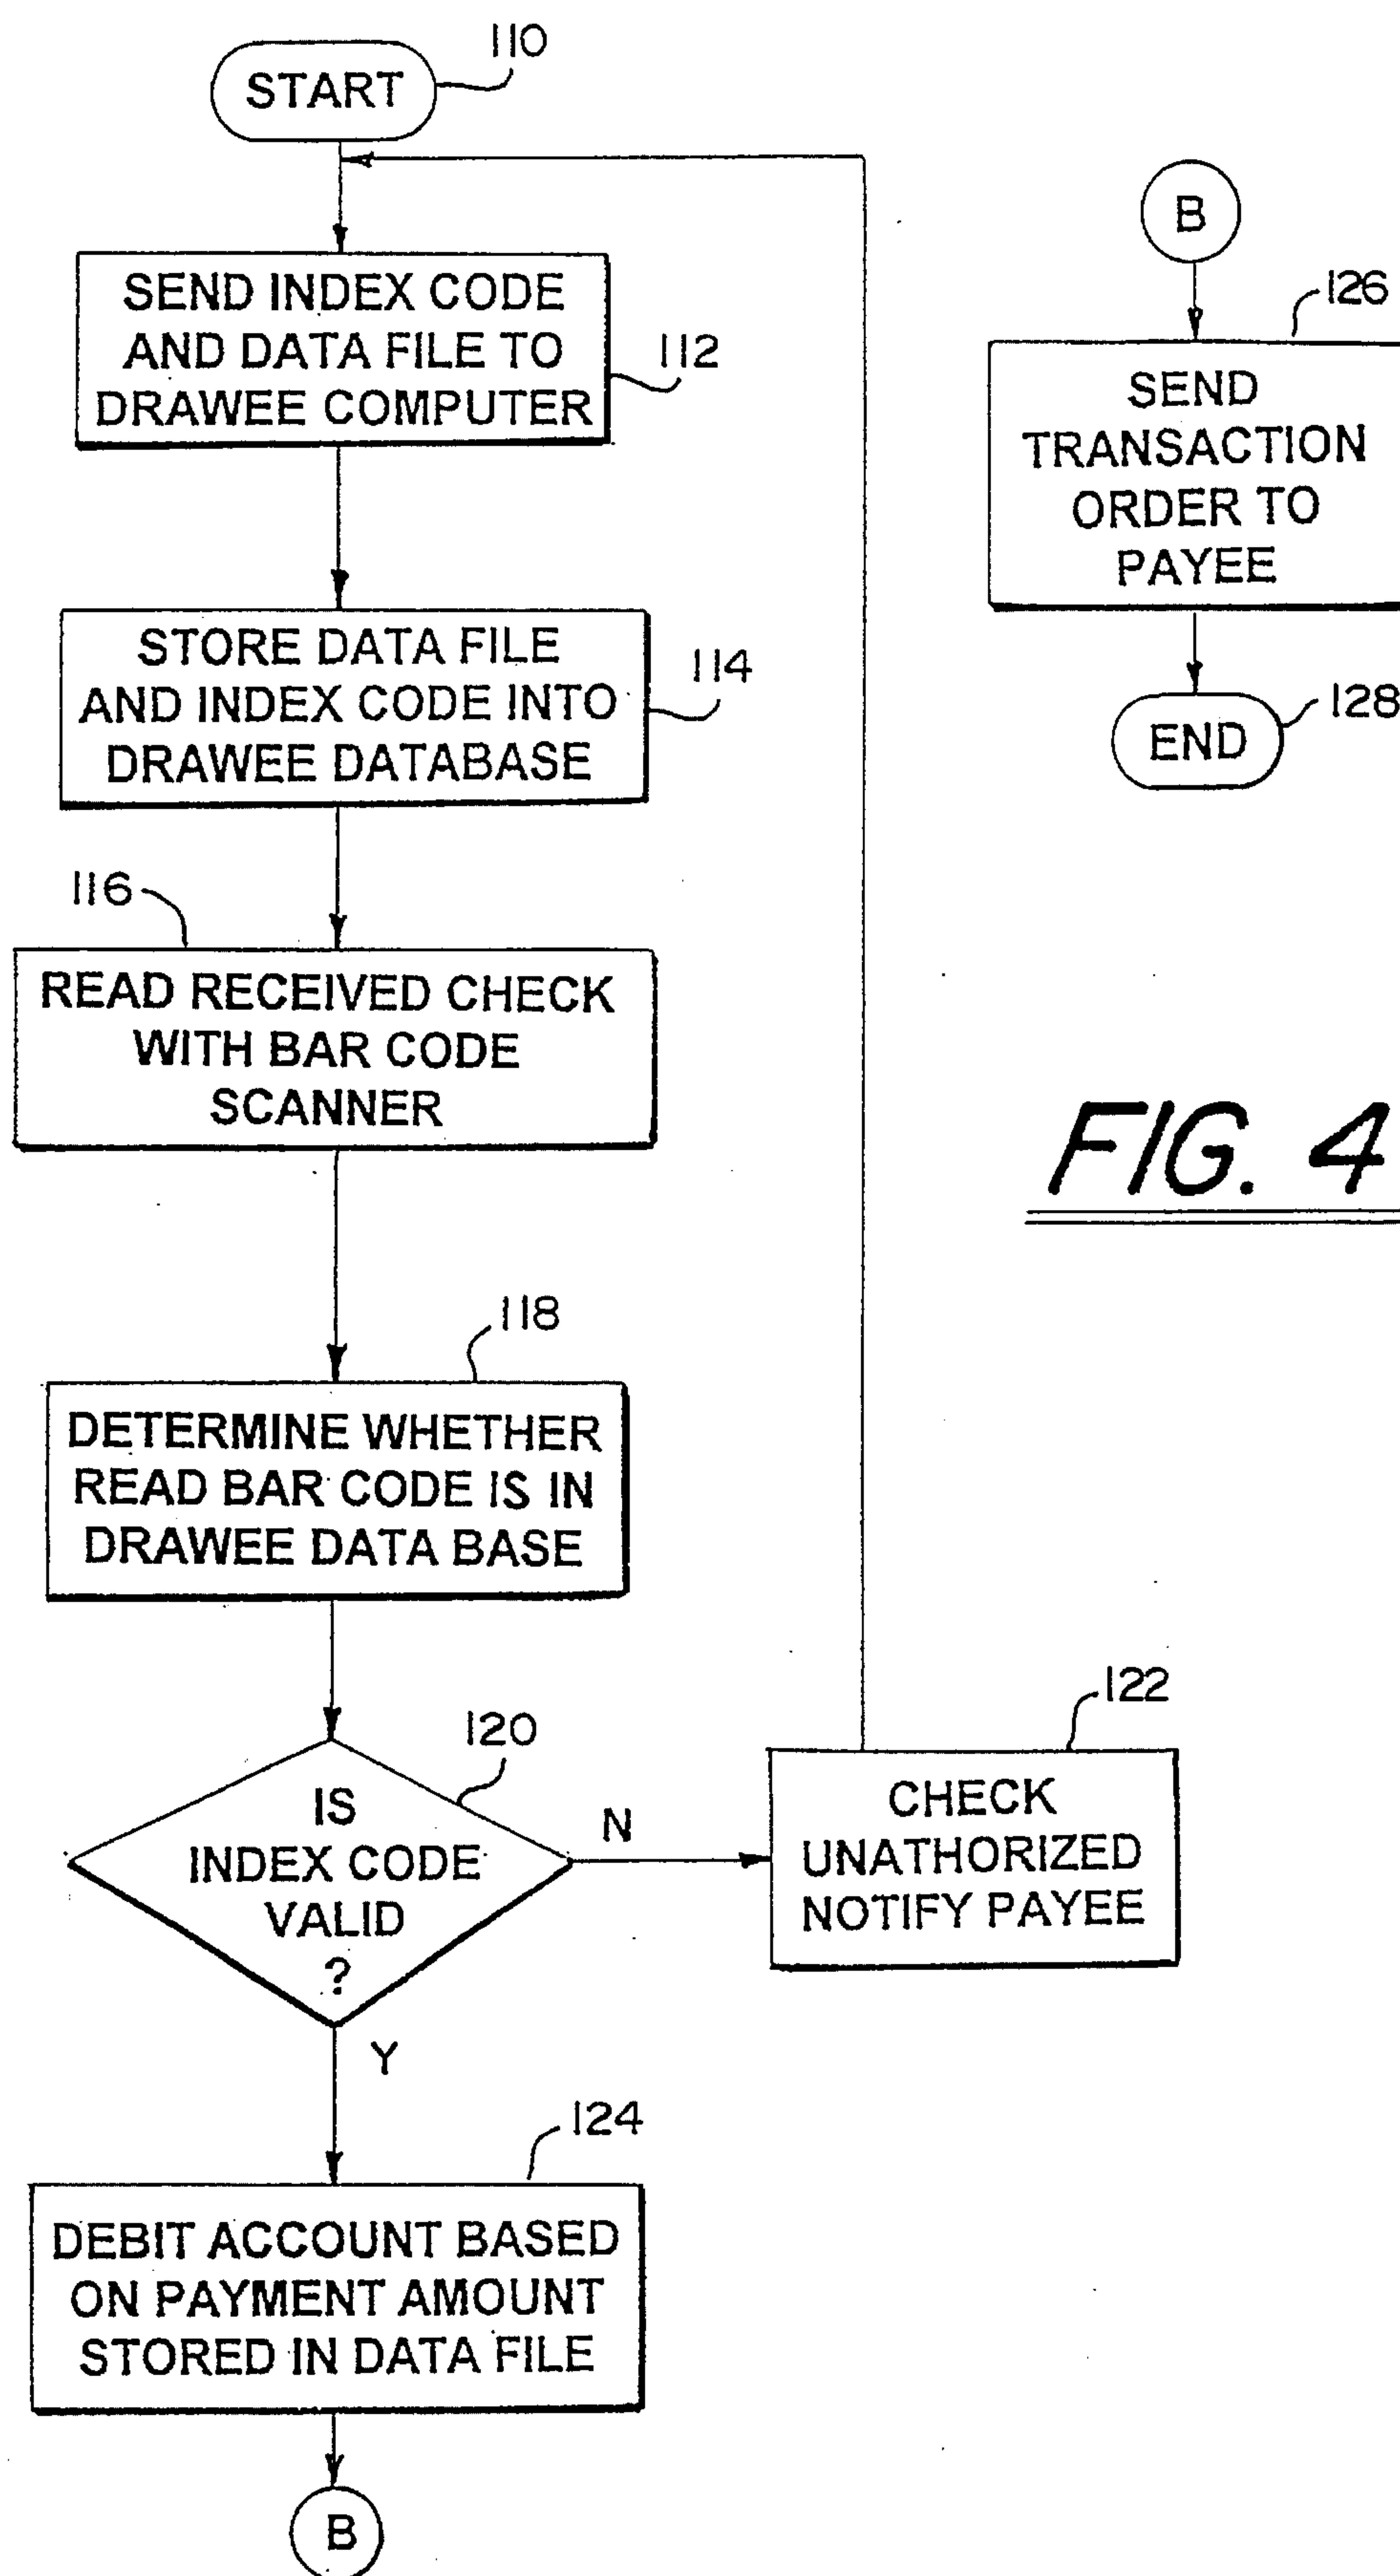 110
START
SEND INDEX CODE
AND DATA FILE TO
DRAWEE COMPUTER
112
STORE DATA FILE
AND INDEX CODE INTO
DRAWEE DATABASE
114
116
READ RECEIVED CHECK
WITH BAR CODE
SCANNER
118
DETERMINE WHETHER
READ BAR CODE IS IN
DRAWEE DATA BASE
120
IS
INDEX CODE
VALID
?
N
122
CHECK
UNATHORIZED
NOTIFY PAYEE
Y
124
DEBIT ACCOUNT BASED
ON PAYMENT AMOUNT
STORED IN DATA FILE
B
B
126
SEND
TRANSACTION
ORDER TO
PAYEE
END
128
FIG. 4